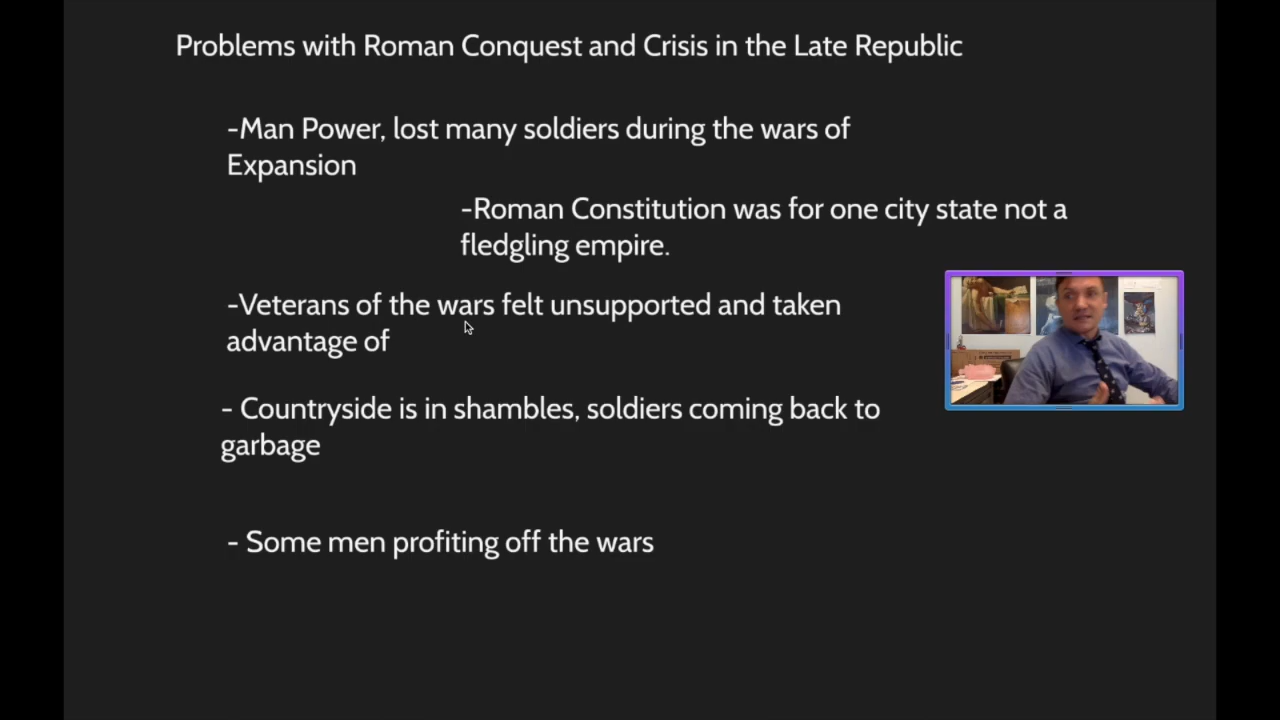 Problems with Roman Conquest and Crisis in the Late Republic
-Man Power, lost many soldiers during the wars of
Expansion
-Roman Constitution was for one city state not a
fledgling empire.
-Veterans of the wars felt unsupported and taken
advantage of
- Countryside is in shambles, soldiers coming back to
garbage
- Some men profiting off the wars